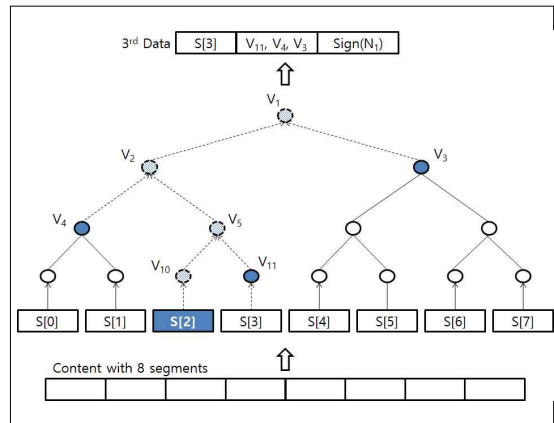 3rd Data S[3] V11, V4, V3 Sign(N1)
V1
V2 V3
V4 V5
V10 V11
S[0] S[1] S[2] S[3] S[4] S[5] S[6] S[7]
Content with 8 segments